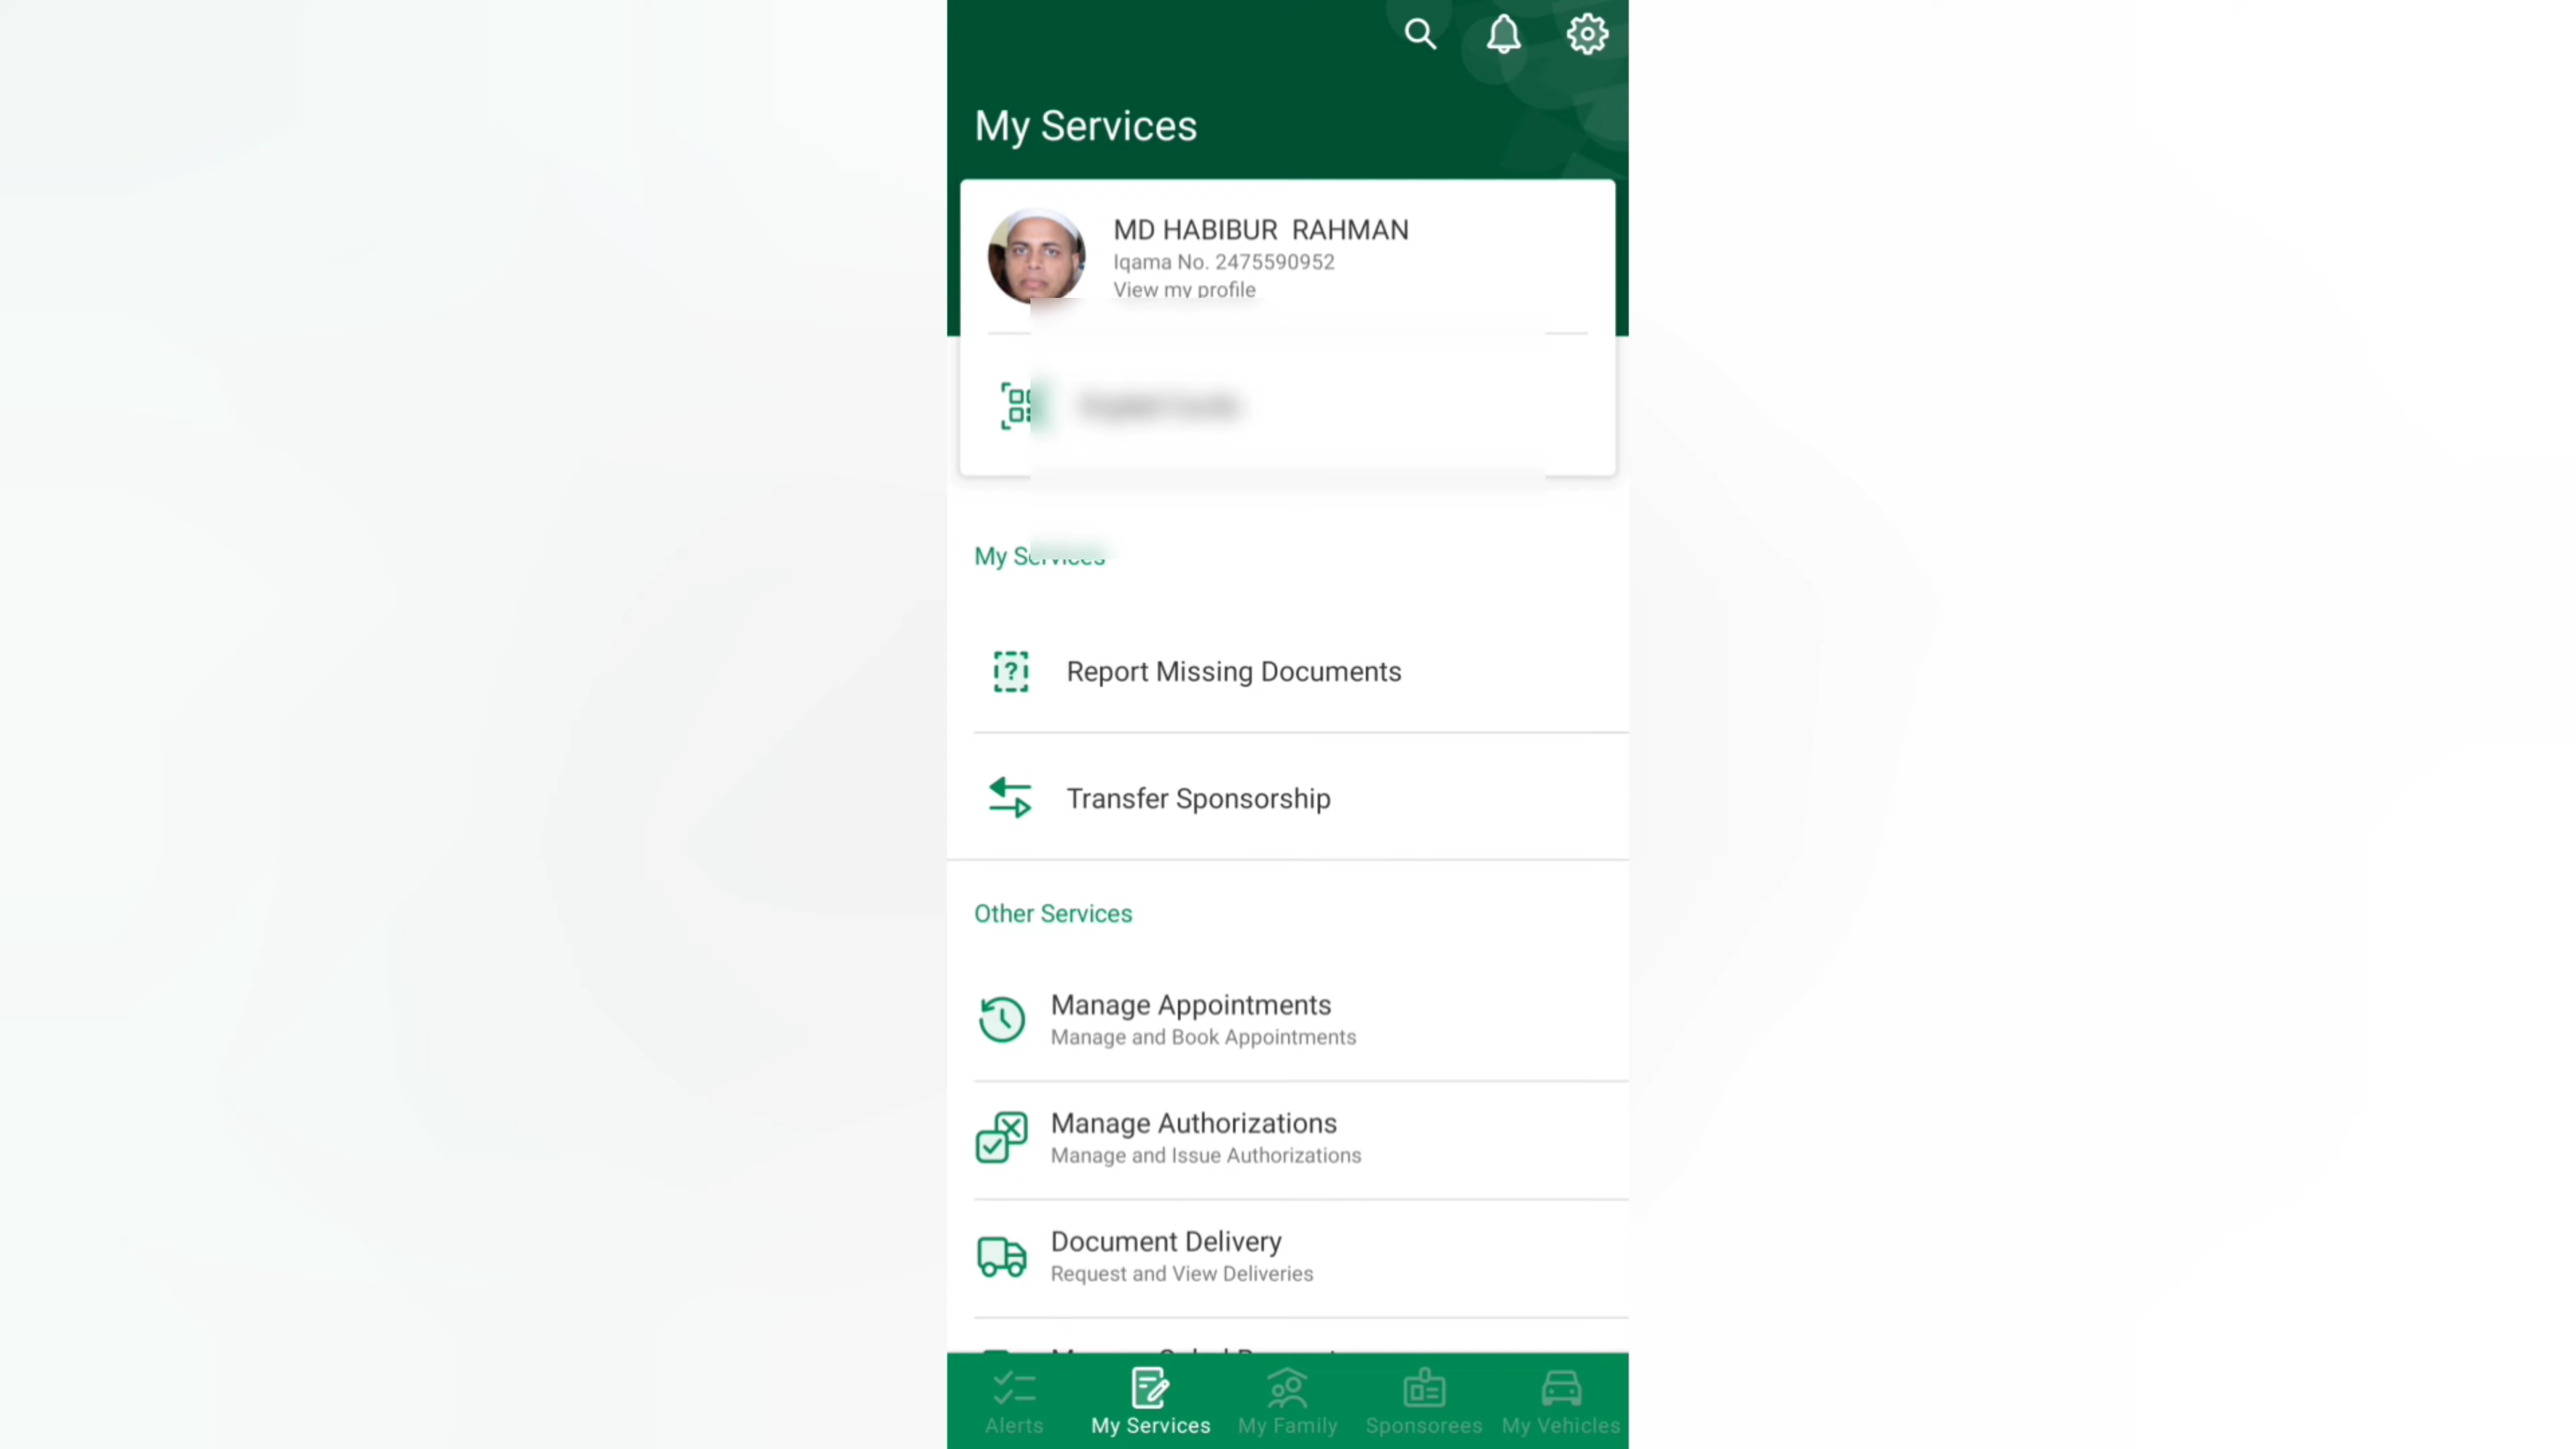 My Services
MD HABIBUR RAHMAN
Iqama No. 2475590952
View my profile
My Services
Report Missing Documents
Transfer Sponsorship
Other Services
Manage Appointments
Manage and Book Appointments
Manage Authorizations
Manage and Issue Authorizations
Document Delivery
Request and View Deliveries
Alerts
My Services
My Family
Sponsorees
My Vehicles